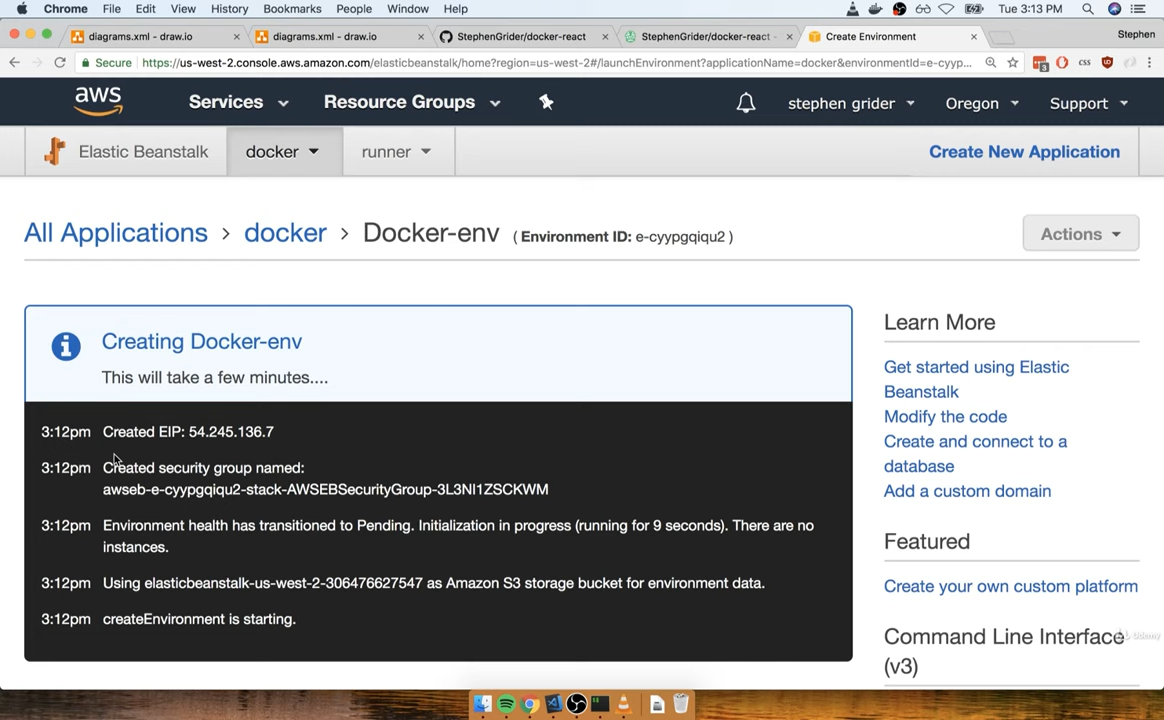 Chrome File Edit View History Bookmarks People Window Help Tue 3:13 PM
diagrams.xml - draw.io × diagrams.xml - draw.io × StephenGrider/docker-react × StephenGrider/docker-react - × Create Environment × Stephen
Secure https://us-west-2.console.aws.amazon.com/elasticbeanstalk/home?region=us-west-2#/launchEnvironment?applicationName=docker&environmentId=e-cyyp...
aws Services Resource Groups stephen grider Oregon Support
Elastic Beanstalk docker runner Create New Application
All Applications > docker > Docker-env ( Environment ID: e-cyypgqiqu2 ) Actions
Creating Docker-env
This will take a few minutes....
3:12pm Created EIP: 54.245.136.7
3:12pm Created security group named:
awseb-e-cyypgqiqu2-stack-AWSEBSecurityGroup-3L3NI1ZSCKWM
3:12pm Environment health has transitioned to Pending. Initialization in progress (running for 9 seconds). There are no
instances.
3:12pm Using elasticbeanstalk-us-west-2-306476627547 as Amazon S3 storage bucket for environment data.
3:12pm createEnvironment is starting.
Learn More
Get started using Elastic
Beanstalk
Modify the code
Create and connect to a
database
Add a custom domain
Featured
Create your own custom platform
Command Line Interface
(v3)
Udemy